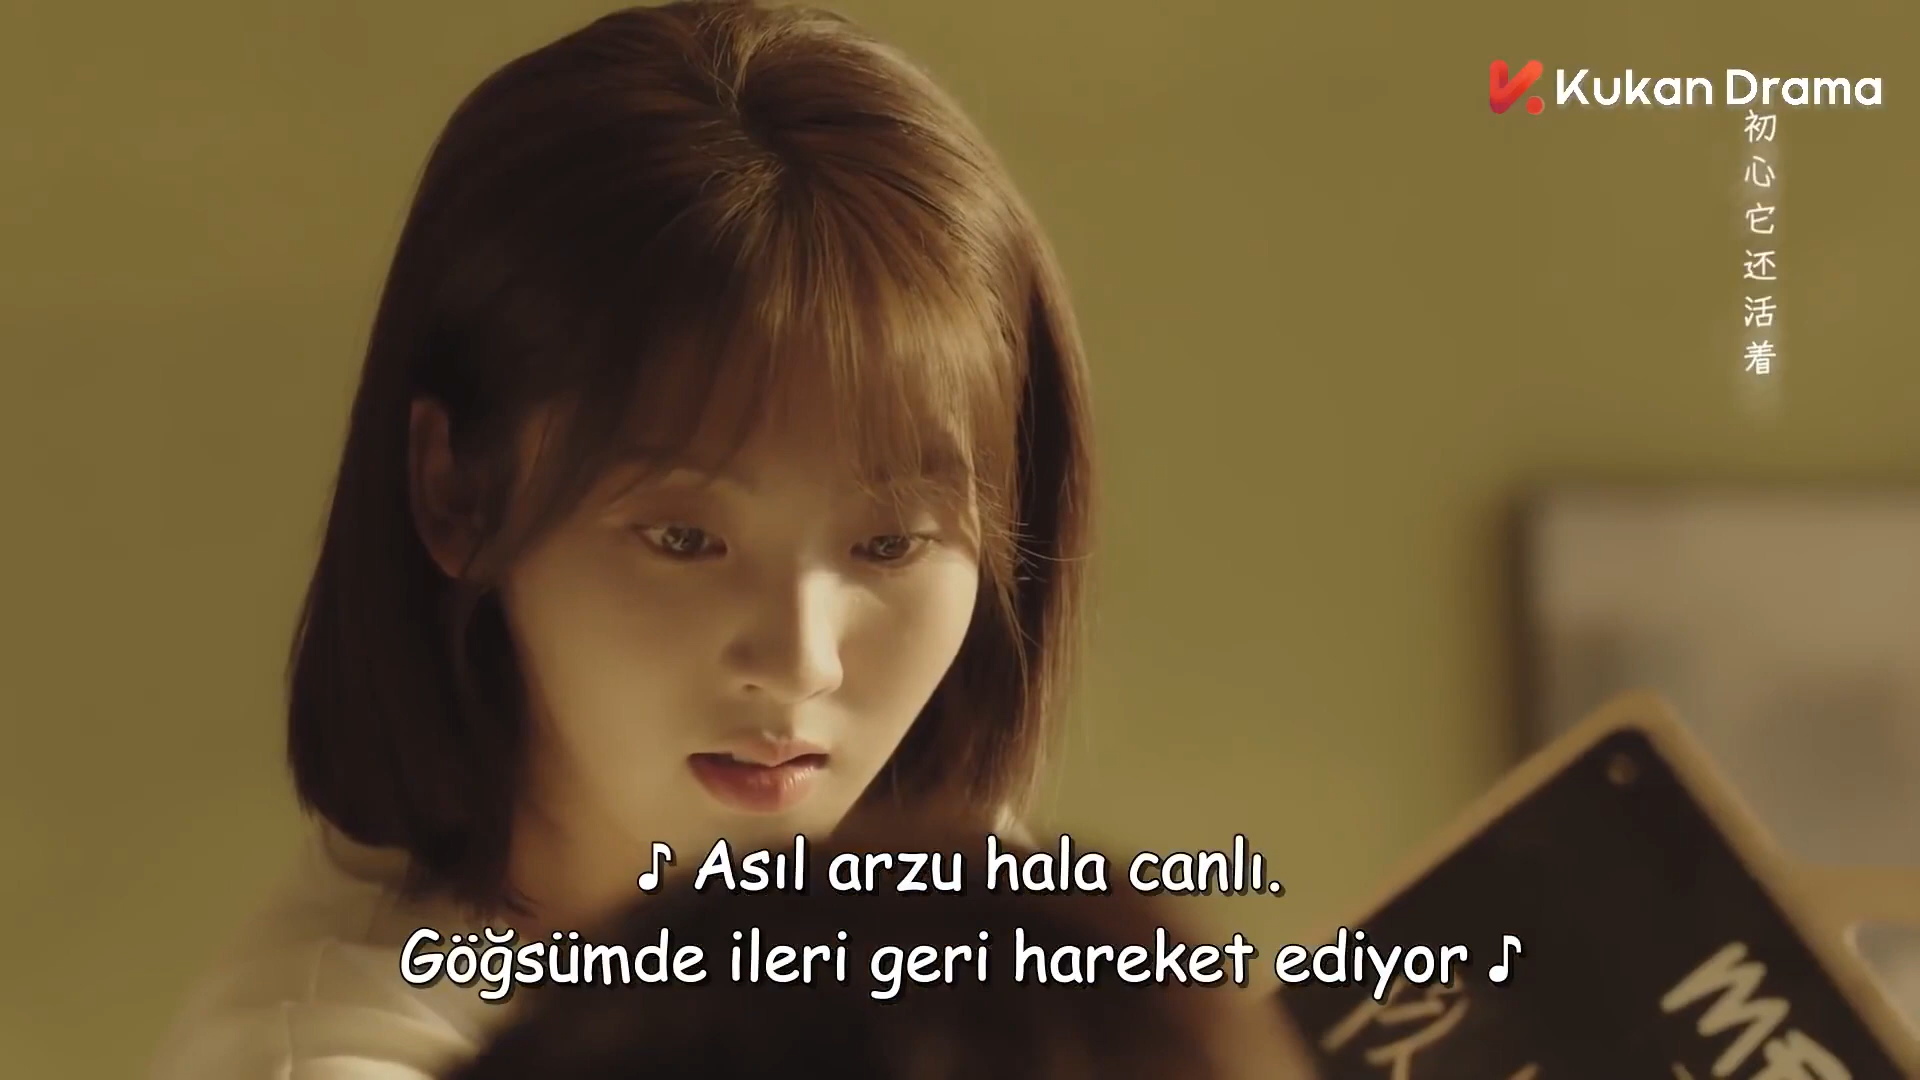 Kukan Drama
初心它还活着
♪ Asıl arzu hala canlı.
Göğsümde ileri geri hareket ediyor ♪